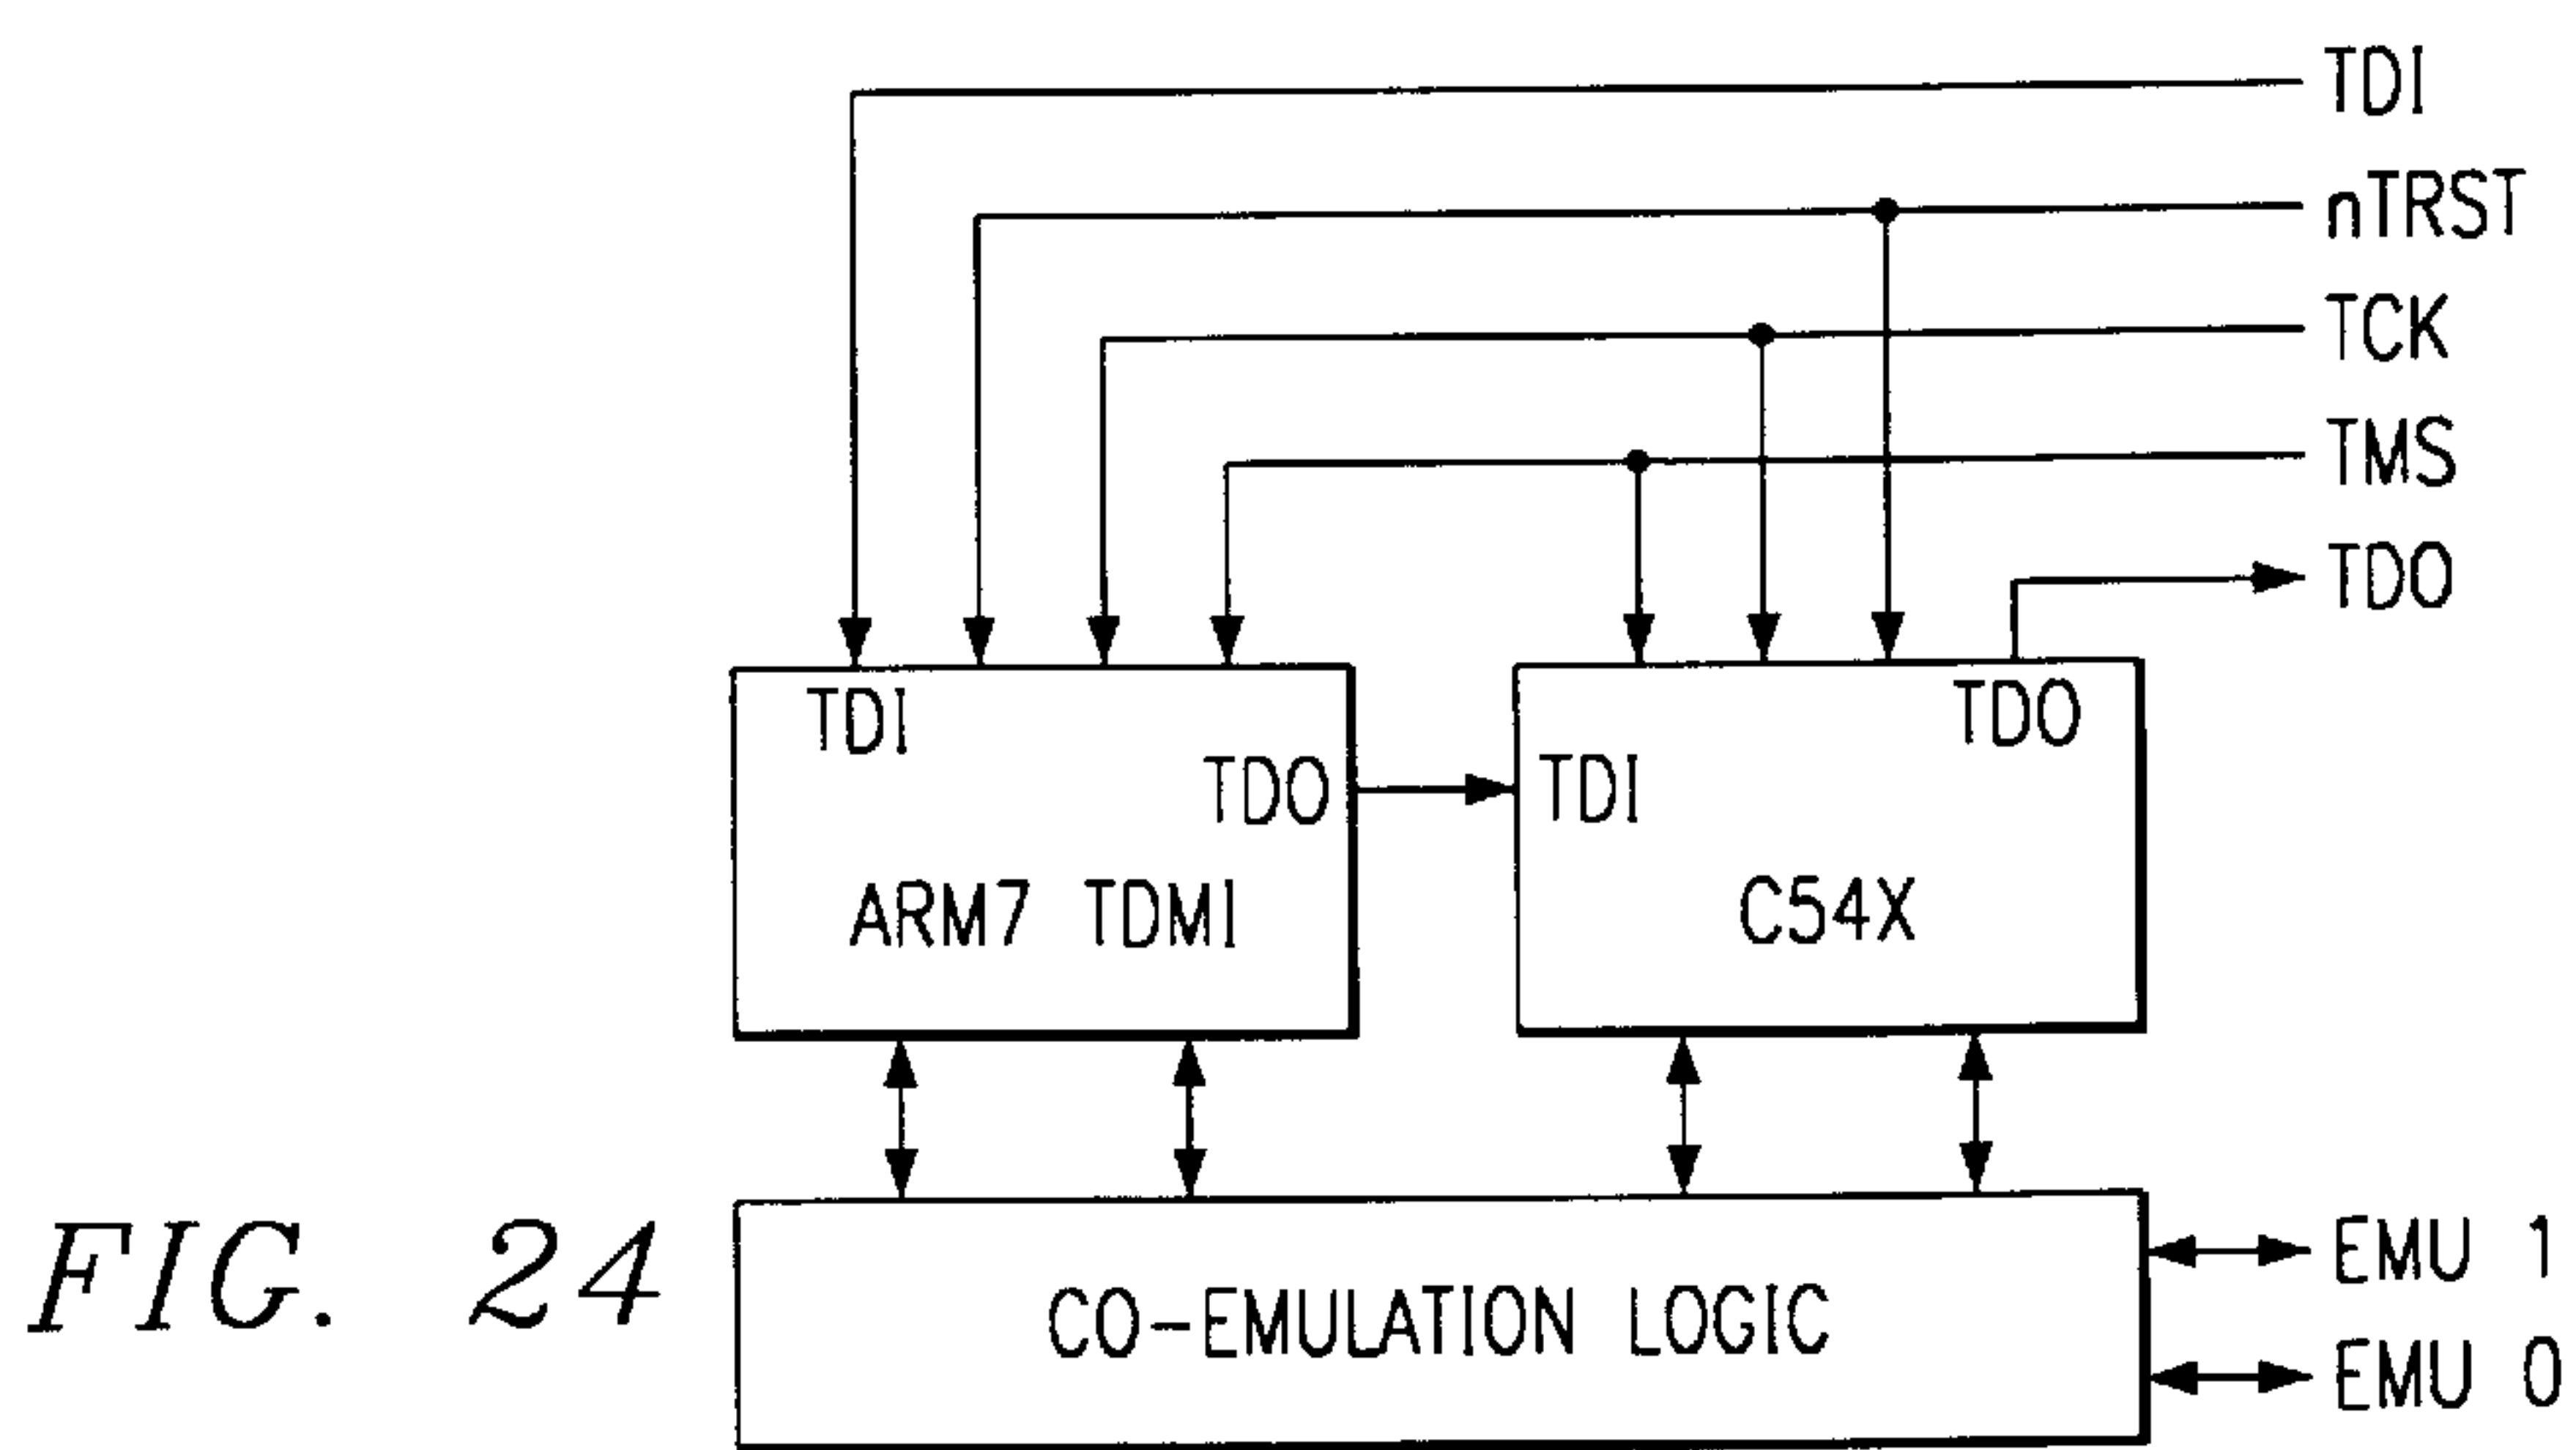 TDI
nTRST
TCK
TMS
TDO
TDI
TDO
TDO
TDI
ARM7 TDMI
C54X
CO-EMULATION LOGIC
EMU 1
EMU 0
FIG. 24